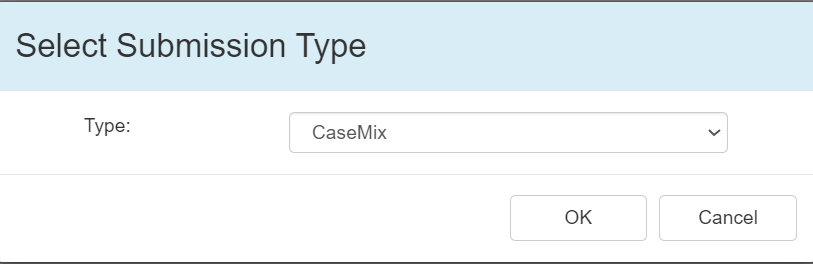 Select Submission Type
Type:
CaseMix
OK
Cancel